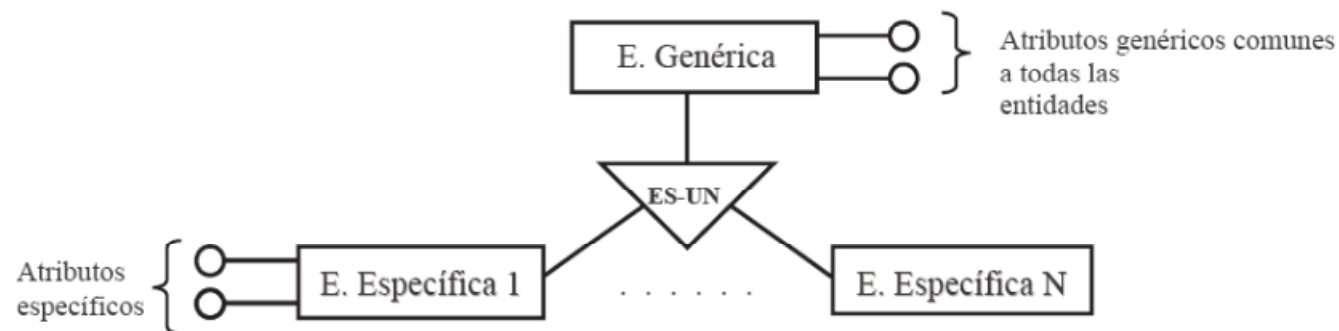 E. Genérica
Atributos genéricos comunes
a todas las
entidades
ES-UN
Atributos
específicos
E. Específica 1
. . . . . .
E. Específica N